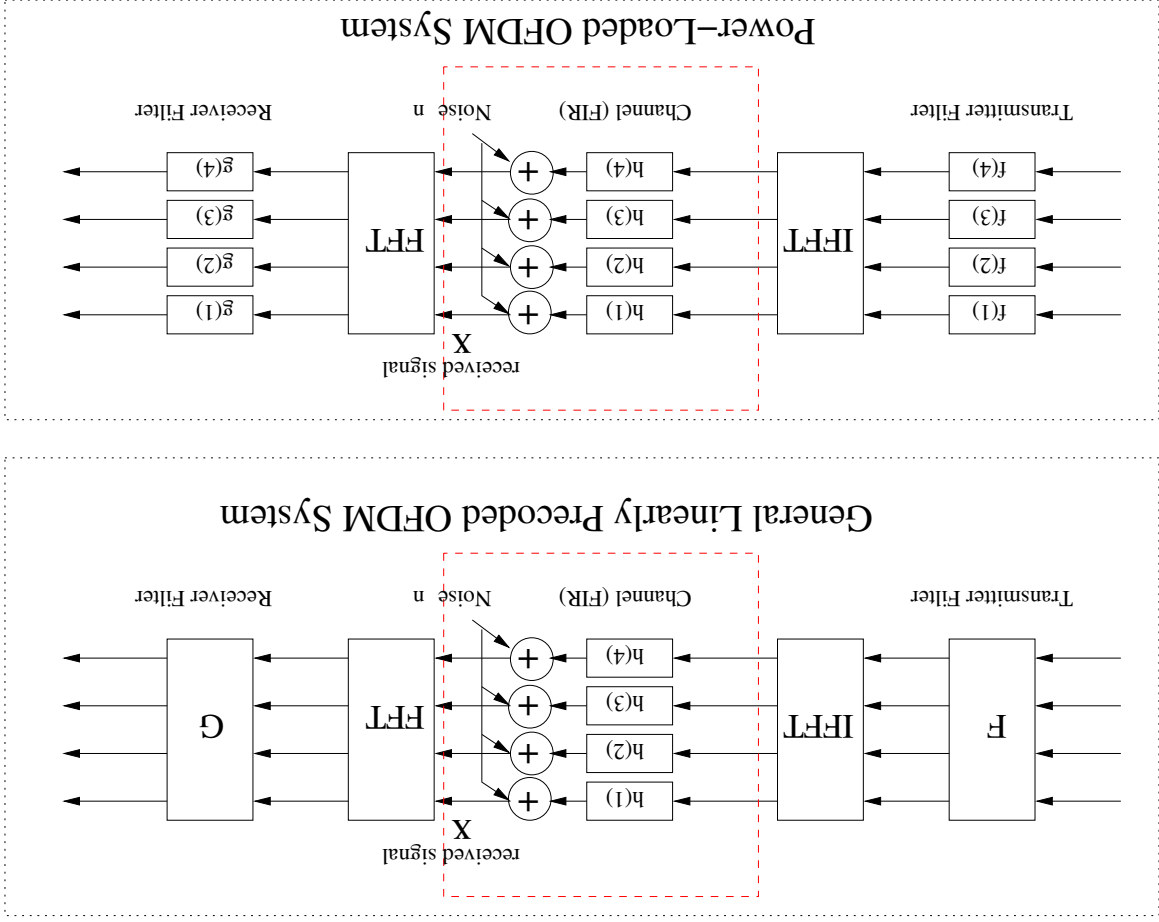 received signal
X
h(1)
+
h(2)
+
F
IFFT
FFT
G
h(3)
+
h(4)
+
Transmitter Filter
Channel (FIR)
Noise n
Receiver Filter
General Linearly Precoded OFDM System
received signal
X
f(1)
h(1)
+
g(1)
f(2)
h(2)
+
g(2)
IFFT
FFT
f(3)
h(3)
+
g(3)
f(4)
h(4)
+
g(4)
Transmitter Filter
Channel (FIR)
Noise n
Receiver Filter
Power-Loaded OFDM System